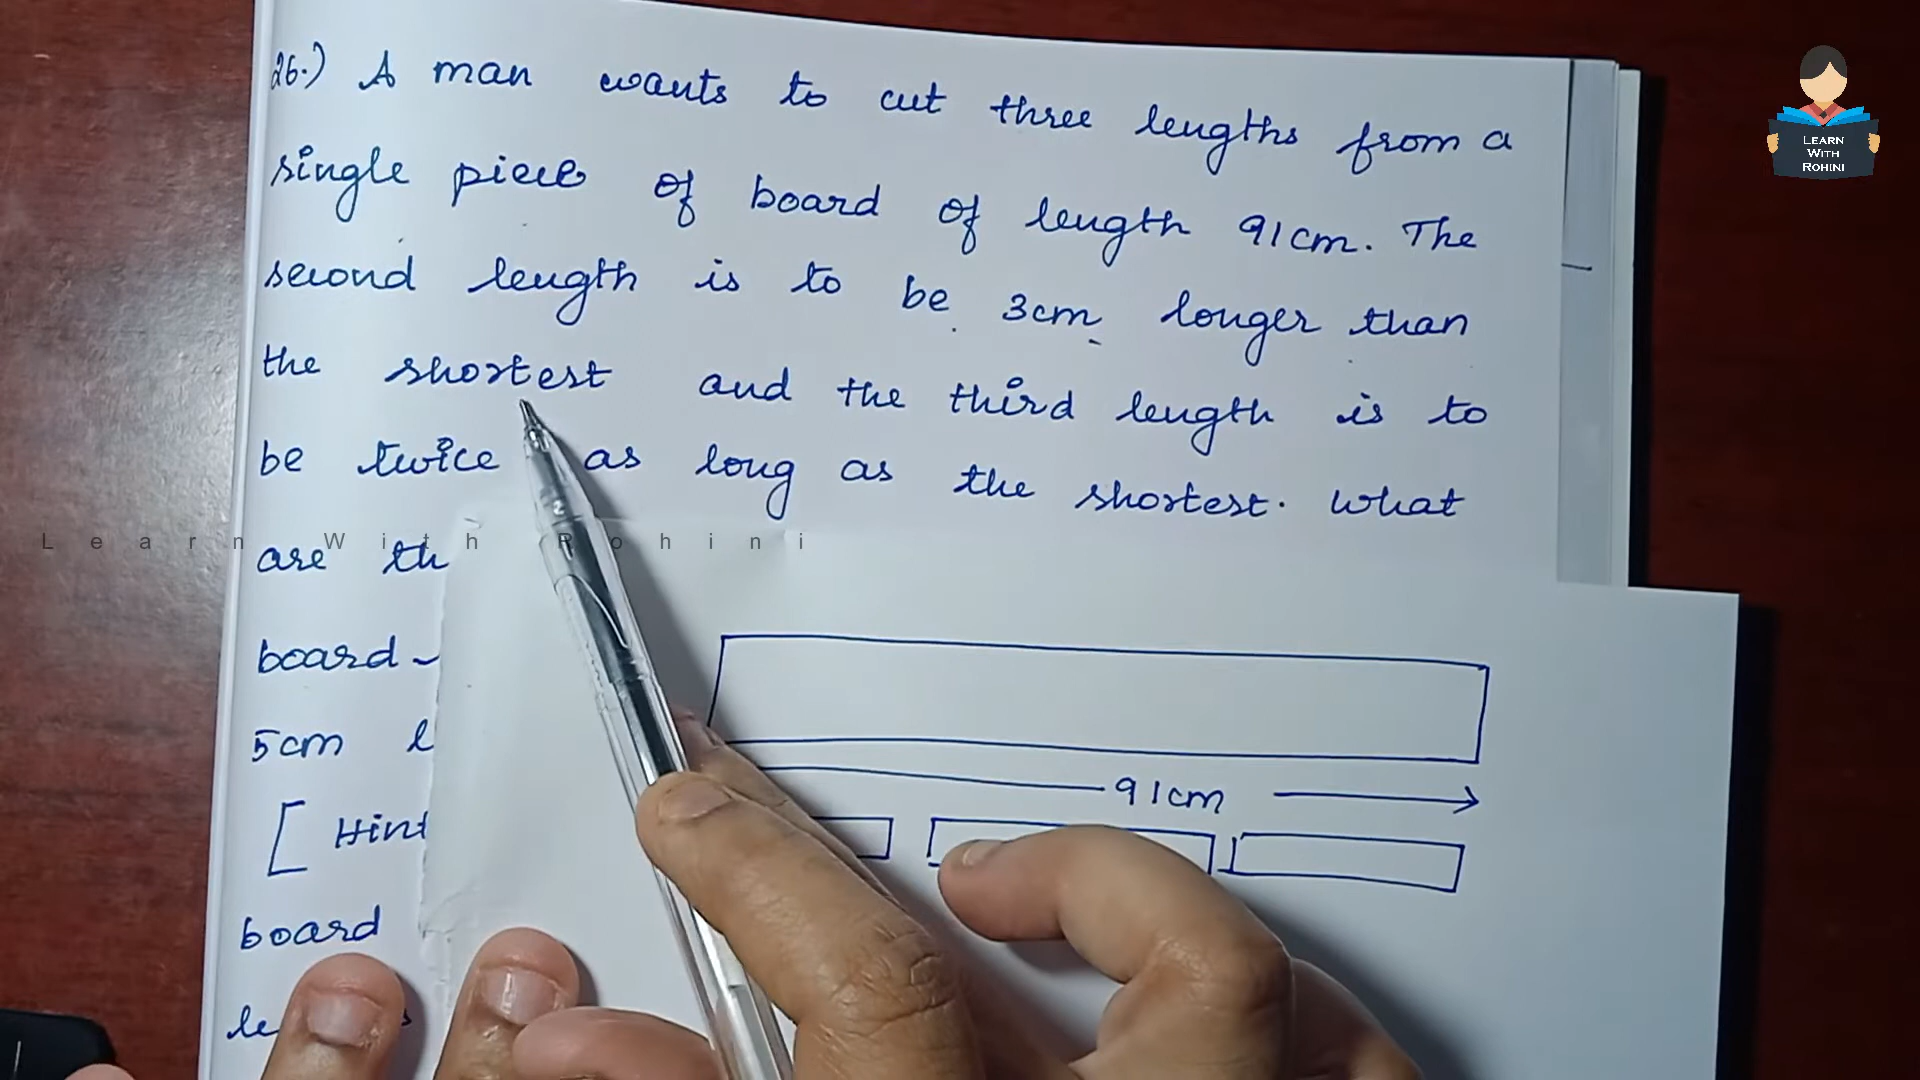 26.) A man wants to cut three lengths from a
single piece of board of length 91cm. The
second length is to be 3cm longer than
the shortest and the third length is to
be twice as long as the shortest. What
are th
board
5cm l
[ Hint
board
le
91cm
Learn With Rohini
LEARN
WITH
ROHINI